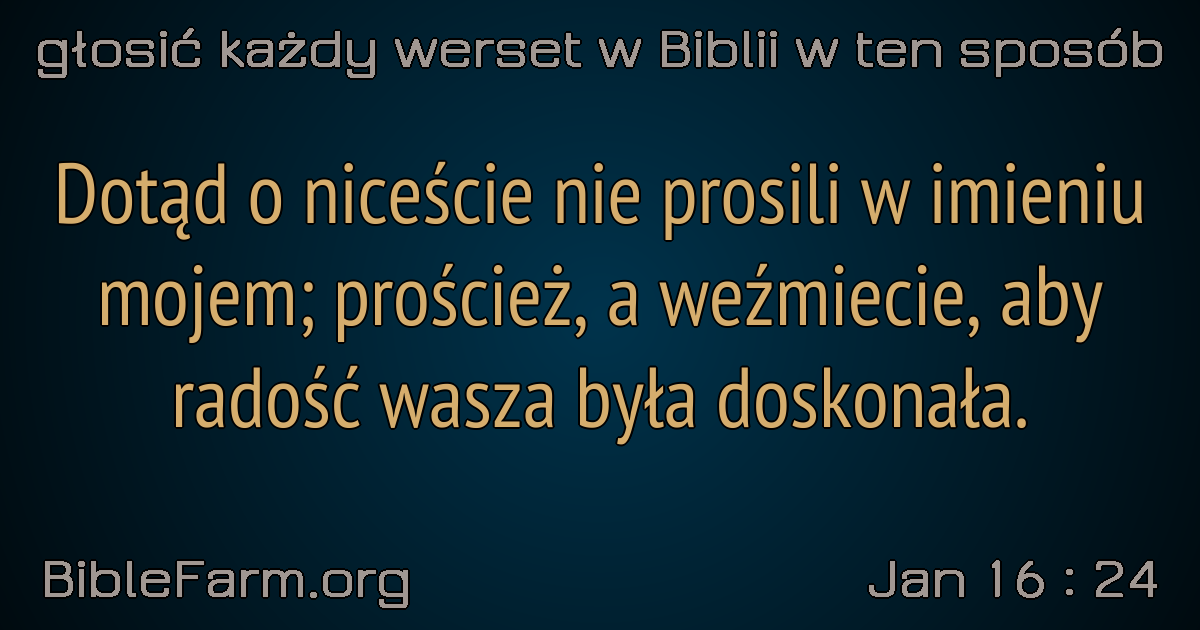 głosić każdy werset w Biblii w ten sposób
Dotąd o niceście nie prosili w imieniu
mojem; proścież, a weźmiecie, aby
radość wasza była doskonała.
BibleFarm.org
Jan 16 : 24